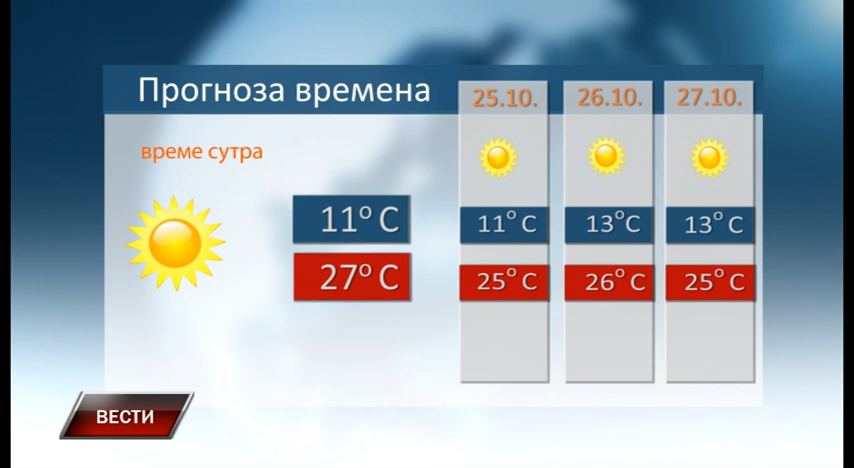 Прогноза времена
време сутра
11° C
27° C
25.10.
11° C
25° C
26.10.
13°C
26° C
27.10.
13° C
25° C
ВЕСТИ